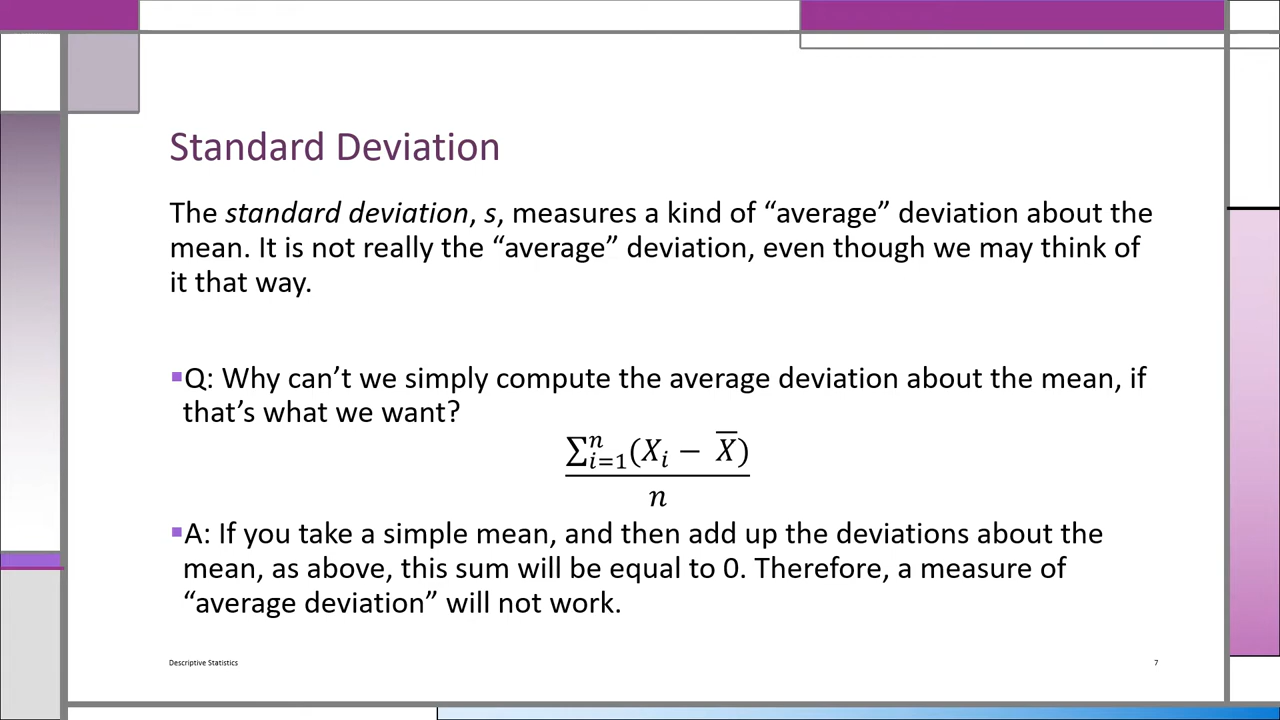 Standard Deviation
The standard deviation, s, measures a kind of “average” deviation about the
mean. It is not really the “average” deviation, even though we may think of
it that way.
▪Q: Why can’t we simply compute the average deviation about the mean, if
that’s what we want?
∑ⁿᵢ₌₁(Xᵢ − X̅)
n
▪A: If you take a simple mean, and then add up the deviations about the
mean, as above, this sum will be equal to 0. Therefore, a measure of
“average deviation” will not work.
Descriptive Statistics
7